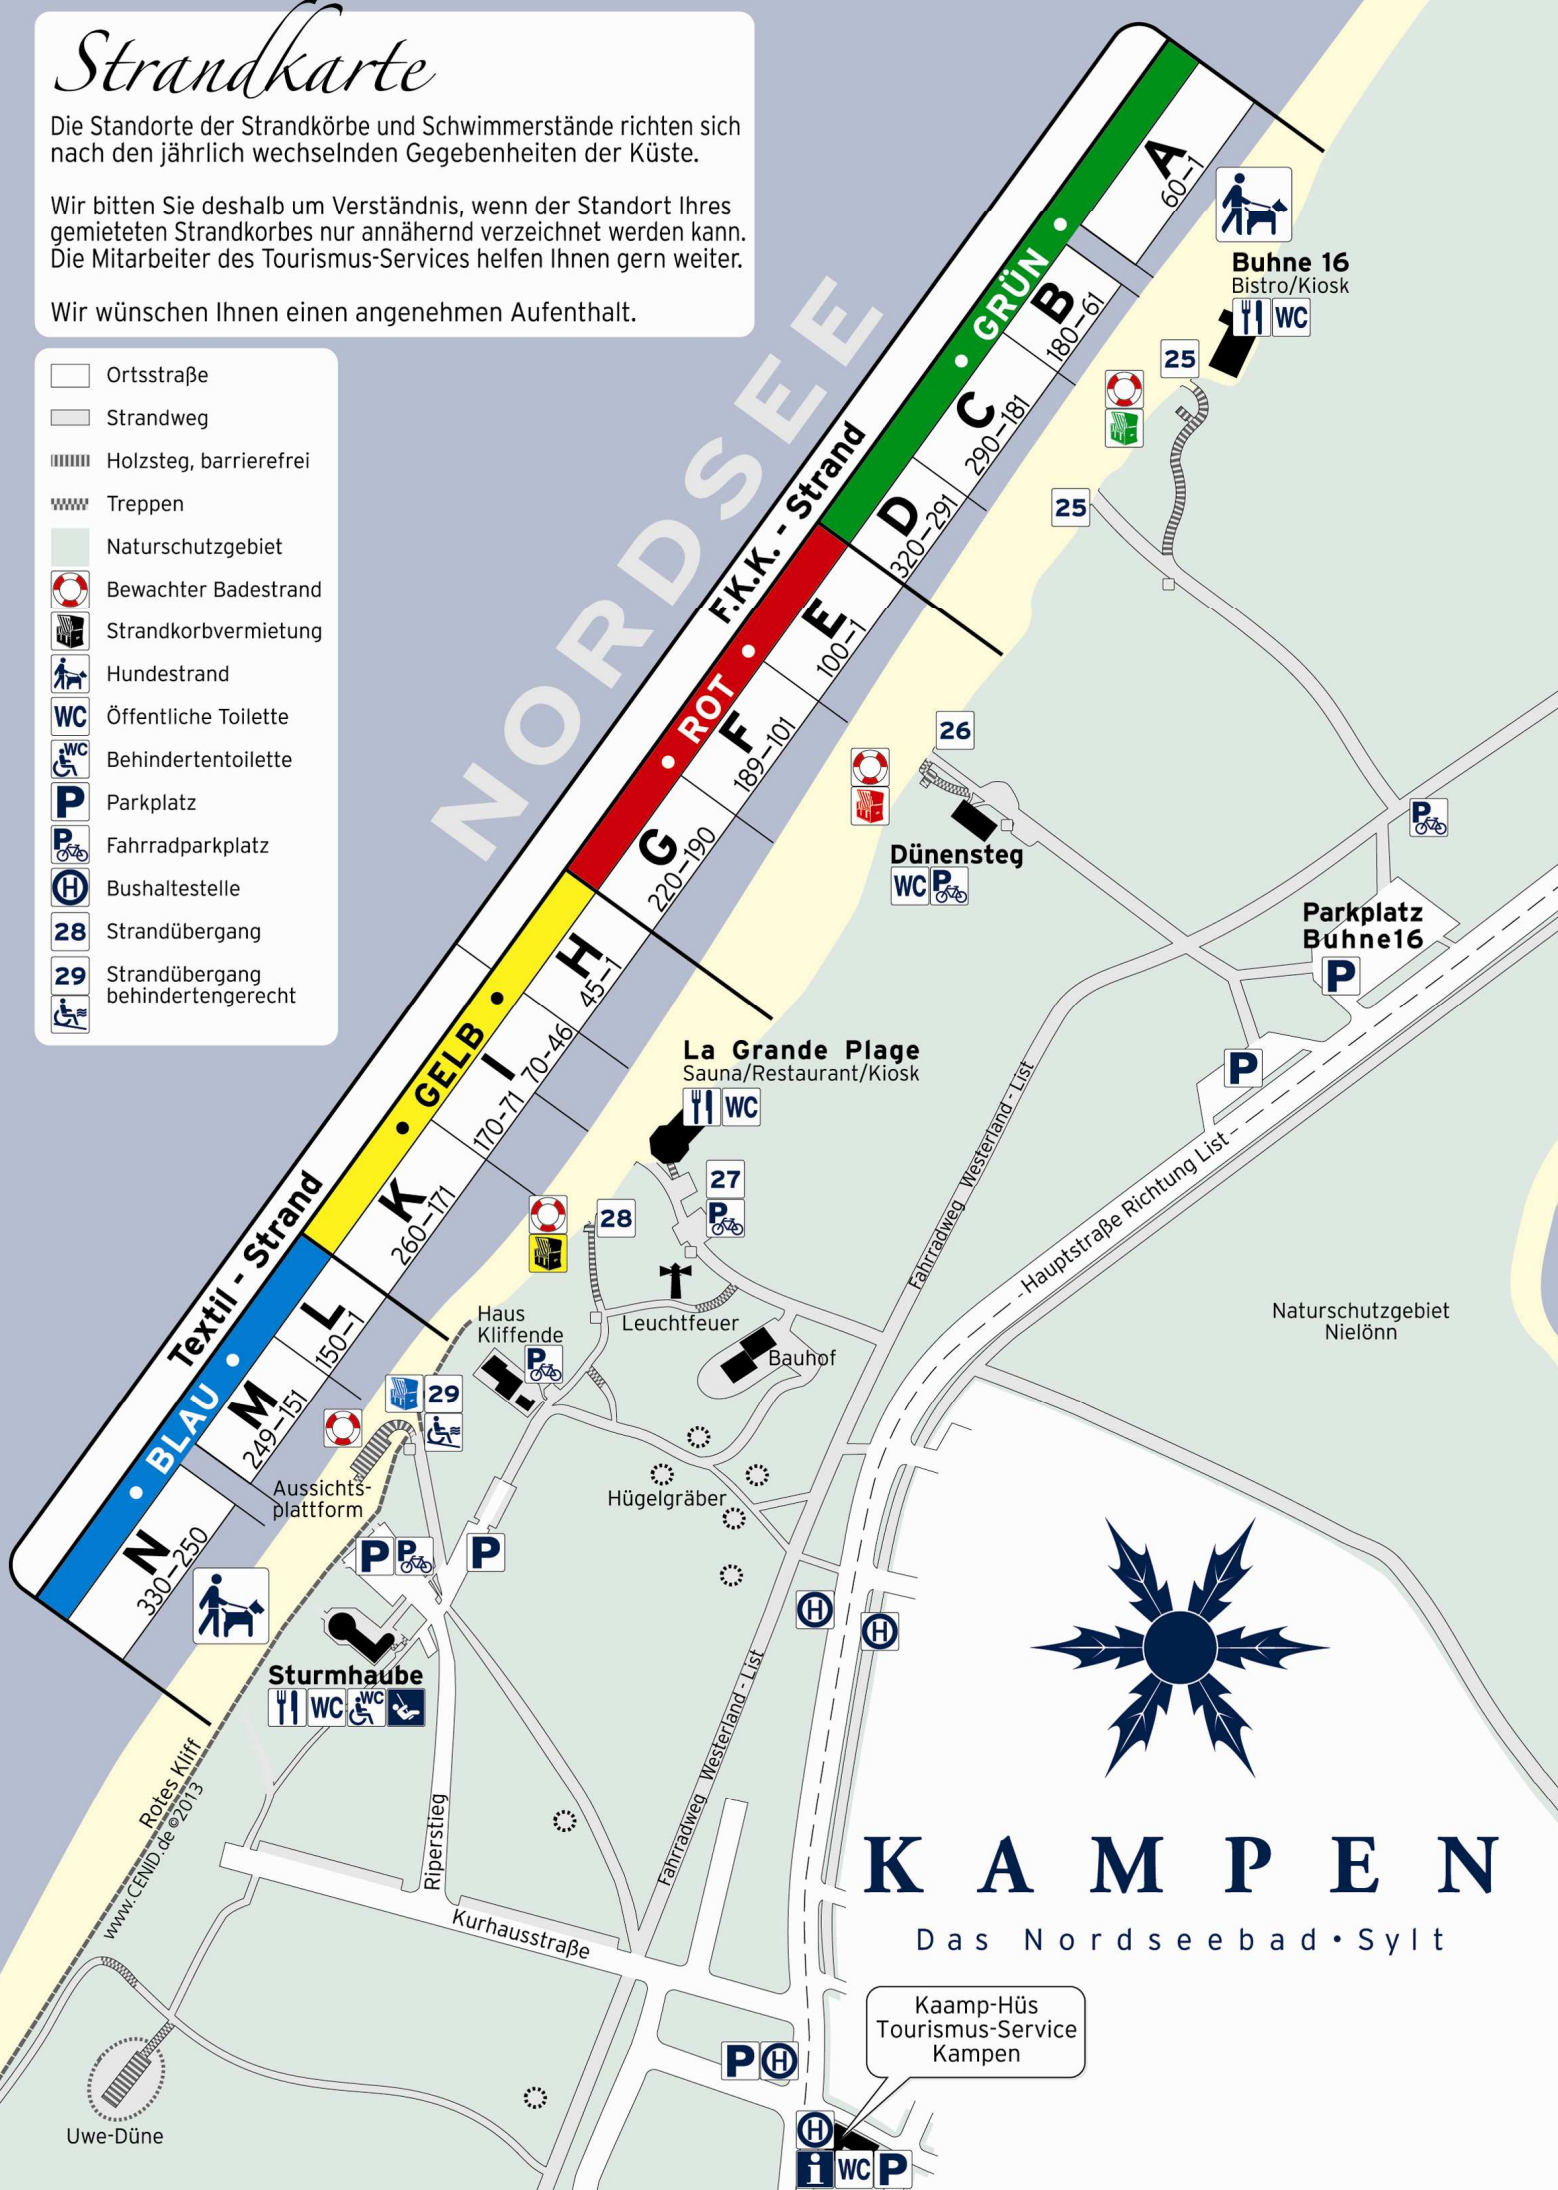 Strandkarte
Die Standorte der Strandkörbe und Schwimmerstände richten sich
nach den jährlich wechselnden Gegebenheiten der Küste.
Wir bitten Sie deshalb um Verständnis, wenn der Standort Ihres
gemieteten Strandkorbes nur annähernd verzeichnet werden kann.
Die Mitarbeiter des Tourismus-Services helfen Ihnen gern weiter.
Wir wünschen Ihnen einen angenehmen Aufenthalt.
Ortsstraße
Strandweg
Holzsteg, barrierefrei
Treppen
Naturschutzgebiet
Bewachter Badestrand
Strandkorbvermietung
Hundestrand
WC Öffentliche Toilette
WC Behindertentoilette
P Parkplatz
P Fahrradparkplatz
H Bushaltestelle
28 Strandübergang
29 Strandübergang
behindertengerecht
NORDSEE
F.K.K. - Strand
Textil - Strand
• GRÜN •
A
60–1
B
180–61
C
290–181
D
320–291
• ROT •
E
100–1
F
189–101
G
220–190
• GELB •
H
45–1
I
70-46
170-71
K
260–171
• BLAU •
L
150–1
M
249–151
N
330–250
Buhne 16
Bistro/Kiosk
WC
25
25
26
Dünensteg
WC P
P
Parkplatz
Buhne16
P
P
La Grande Plage
Sauna/Restaurant/Kiosk
WC
27
P
28
Haus
Kliffende
P
Leuchtfeuer
Bauhof
29
Aussichts-
plattform
Hügelgräber
P P
P
Sturmhaube
WC WC
H
H
Fahrradweg Westerland - List
Hauptstraße Richtung List
Naturschutzgebiet
Nielönn
Fahrradweg Westerland - List
Rotes Kliff
www.CENID.de ©2013
Riperstieg
Kurhausstraße
Uwe-Düne
KAMPEN
Das Nordseebad • Sylt
Kaamp-Hüs
Tourismus-Service
Kampen
P H
H
i WC P